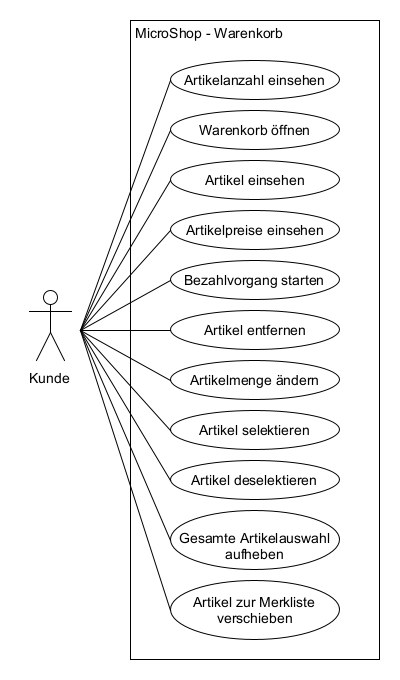 MicroShop - Warenkorb
Artikelanzahl einsehen
Warenkorb öffnen
Artikel einsehen
Artikelpreise einsehen
Bezahlvorgang starten
Artikel entfernen
Kunde
Artikelmenge ändern
Artikel selektieren
Artikel deselektieren
Gesamte Artikelauswahl
aufheben
Artikel zur Merkliste
verschieben